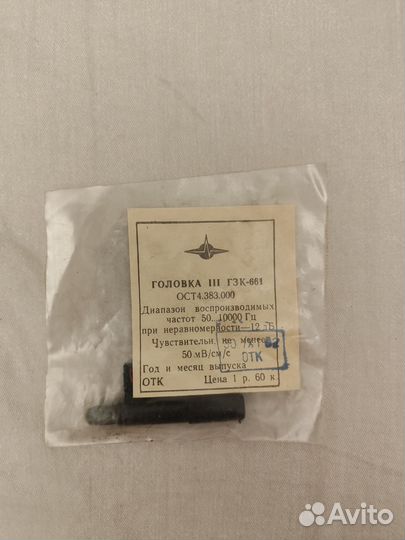 ГОЛОВКА III ГЗК-661
ОСТ4.383.000
Диапазон воспроизводимых
частот 50...10000 Гц
при неравномерности—12 дБ
Чувствительн. не менее
50 мВ/см/с
Год и месяц выпуска
ОТК
ОТК Цена 1 р. 60 к.
Avito